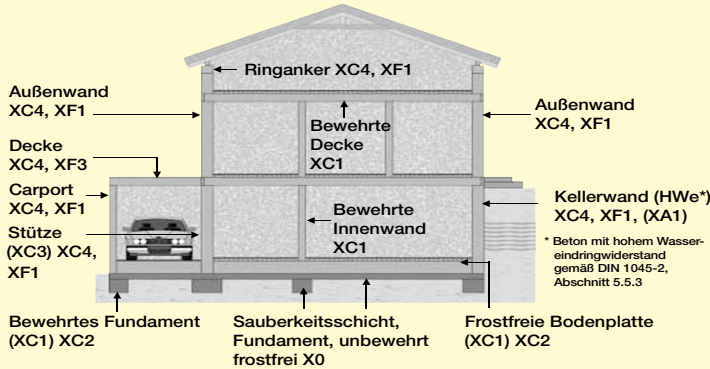 Ringanker XC4, XF1
Außenwand
XC4, XF1
Decke
XC4, XF3
Carport
XC4, XF1
Stütze
(XC3) XC4,
XF1
Bewehrte
Decke
XC1
Bewehrte
Innenwand
XC1
Außenwand
XC4, XF1
Kellerwand (HWe*)
XC4, XF1, (XA1)
* Beton mit hohem Wasser-
eindringwiderstand
gemäß DIN 1045-2,
Abschnitt 5.5.3
Bewehrtes Fundament
(XC1) XC2
Sauberkeitsschicht,
Fundament, unbewehrt
frostfrei X0
Frostfreie Bodenplatte
(XC1) XC2